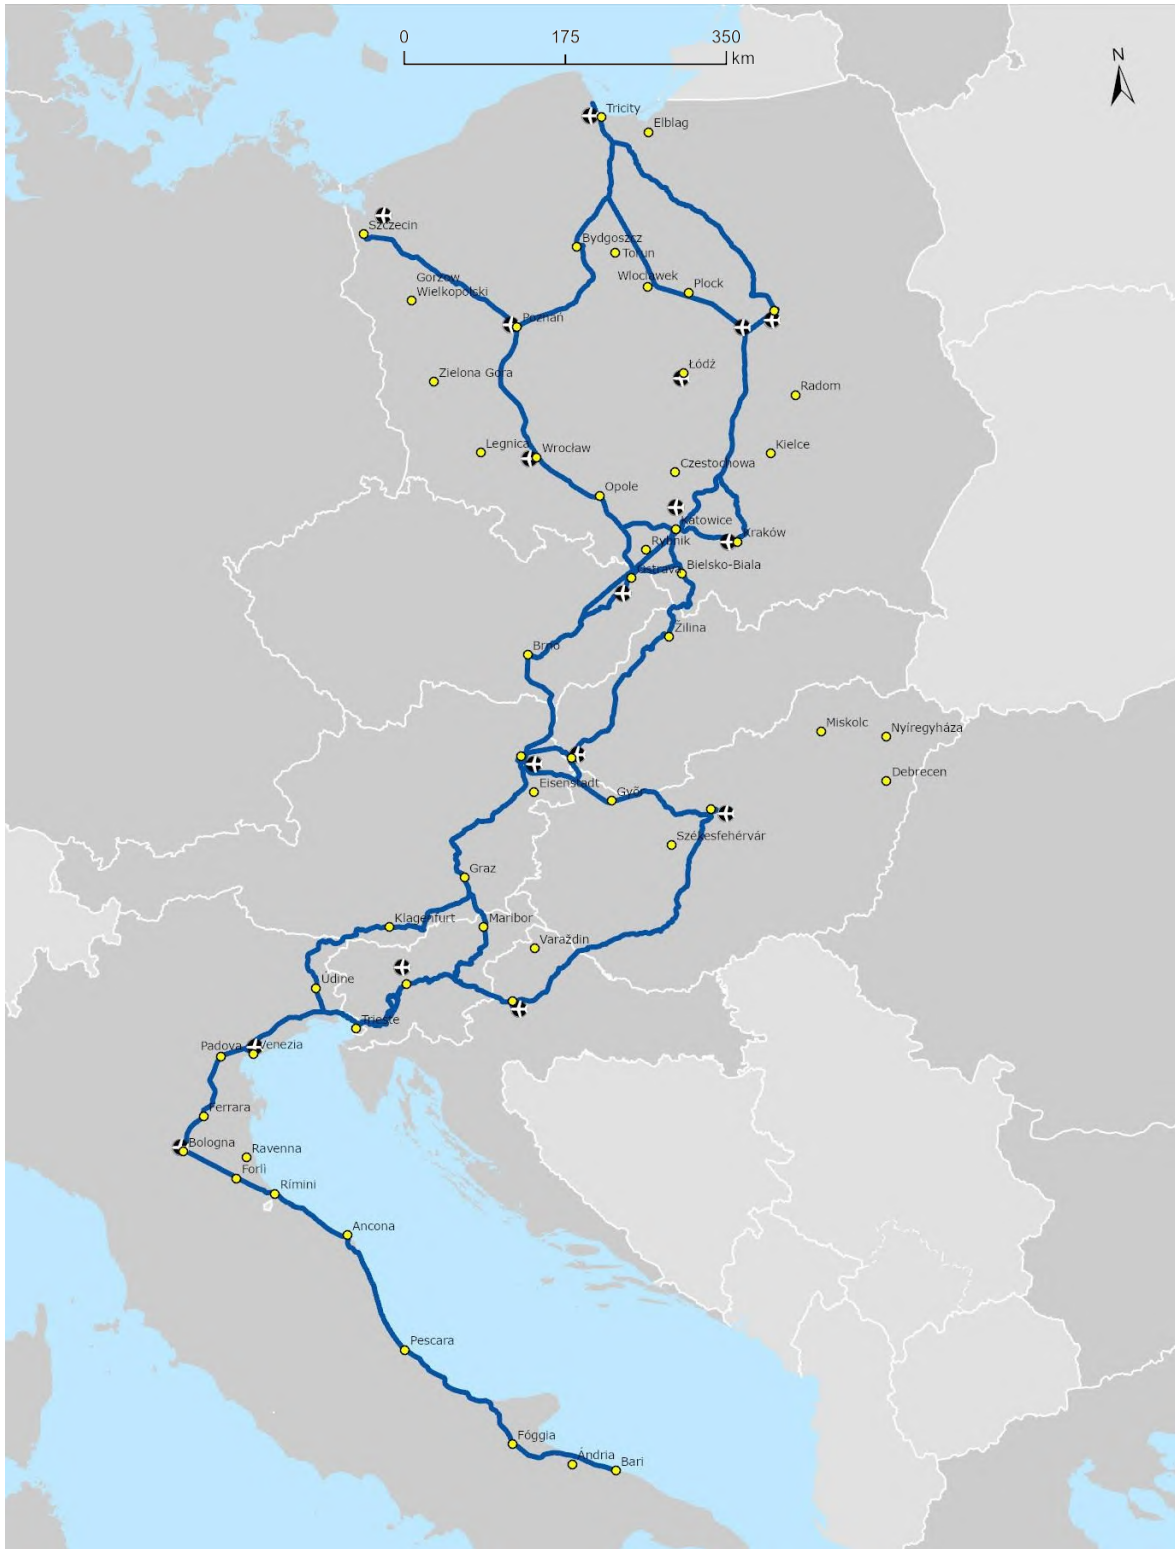 0 175 350
km
N
Tricity
Elblag
Szczecin
Bydgoszcz
Torun
Gorzow
Wielkopolski
Wloclawek
Plock
Poznań
Łódź
Zielona Gora
Radom
Legnica
Wrocław
Kielce
Czestochowa
Opole
Katowice
Kraków
Rybnik
Ostrava
Bielsko-Biala
Žilina
Brno
Miskolc
Nyíregyháza
Debrecen
Eisenstadt
Győr
Székesfehérvár
Graz
Klagenfurt
Maribor
Varaždin
Údine
Trieste
Padova
Venezia
Ferrara
Bologna
Ravenna
Forlì
Rímini
Ancona
Pescara
Fóggia
Ándria
Bari